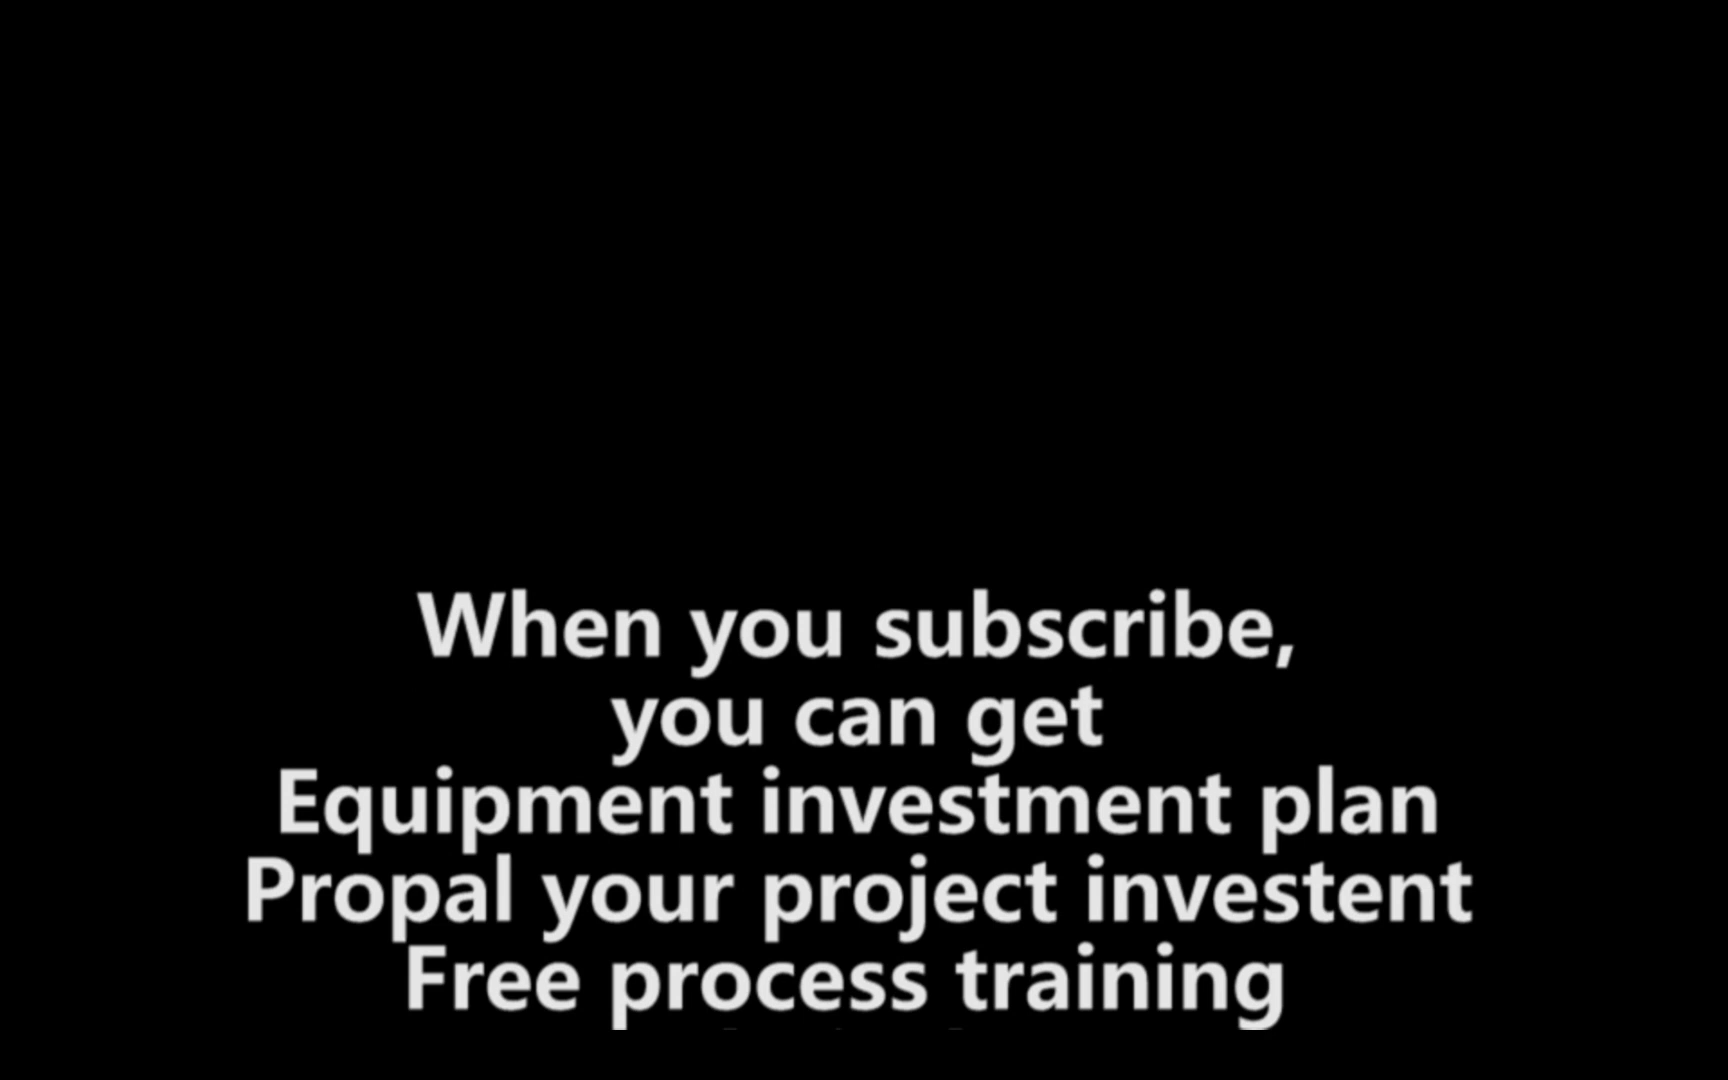 When you subscribe,
you can get
Equipment investment plan
Propal your project investent
Free process training